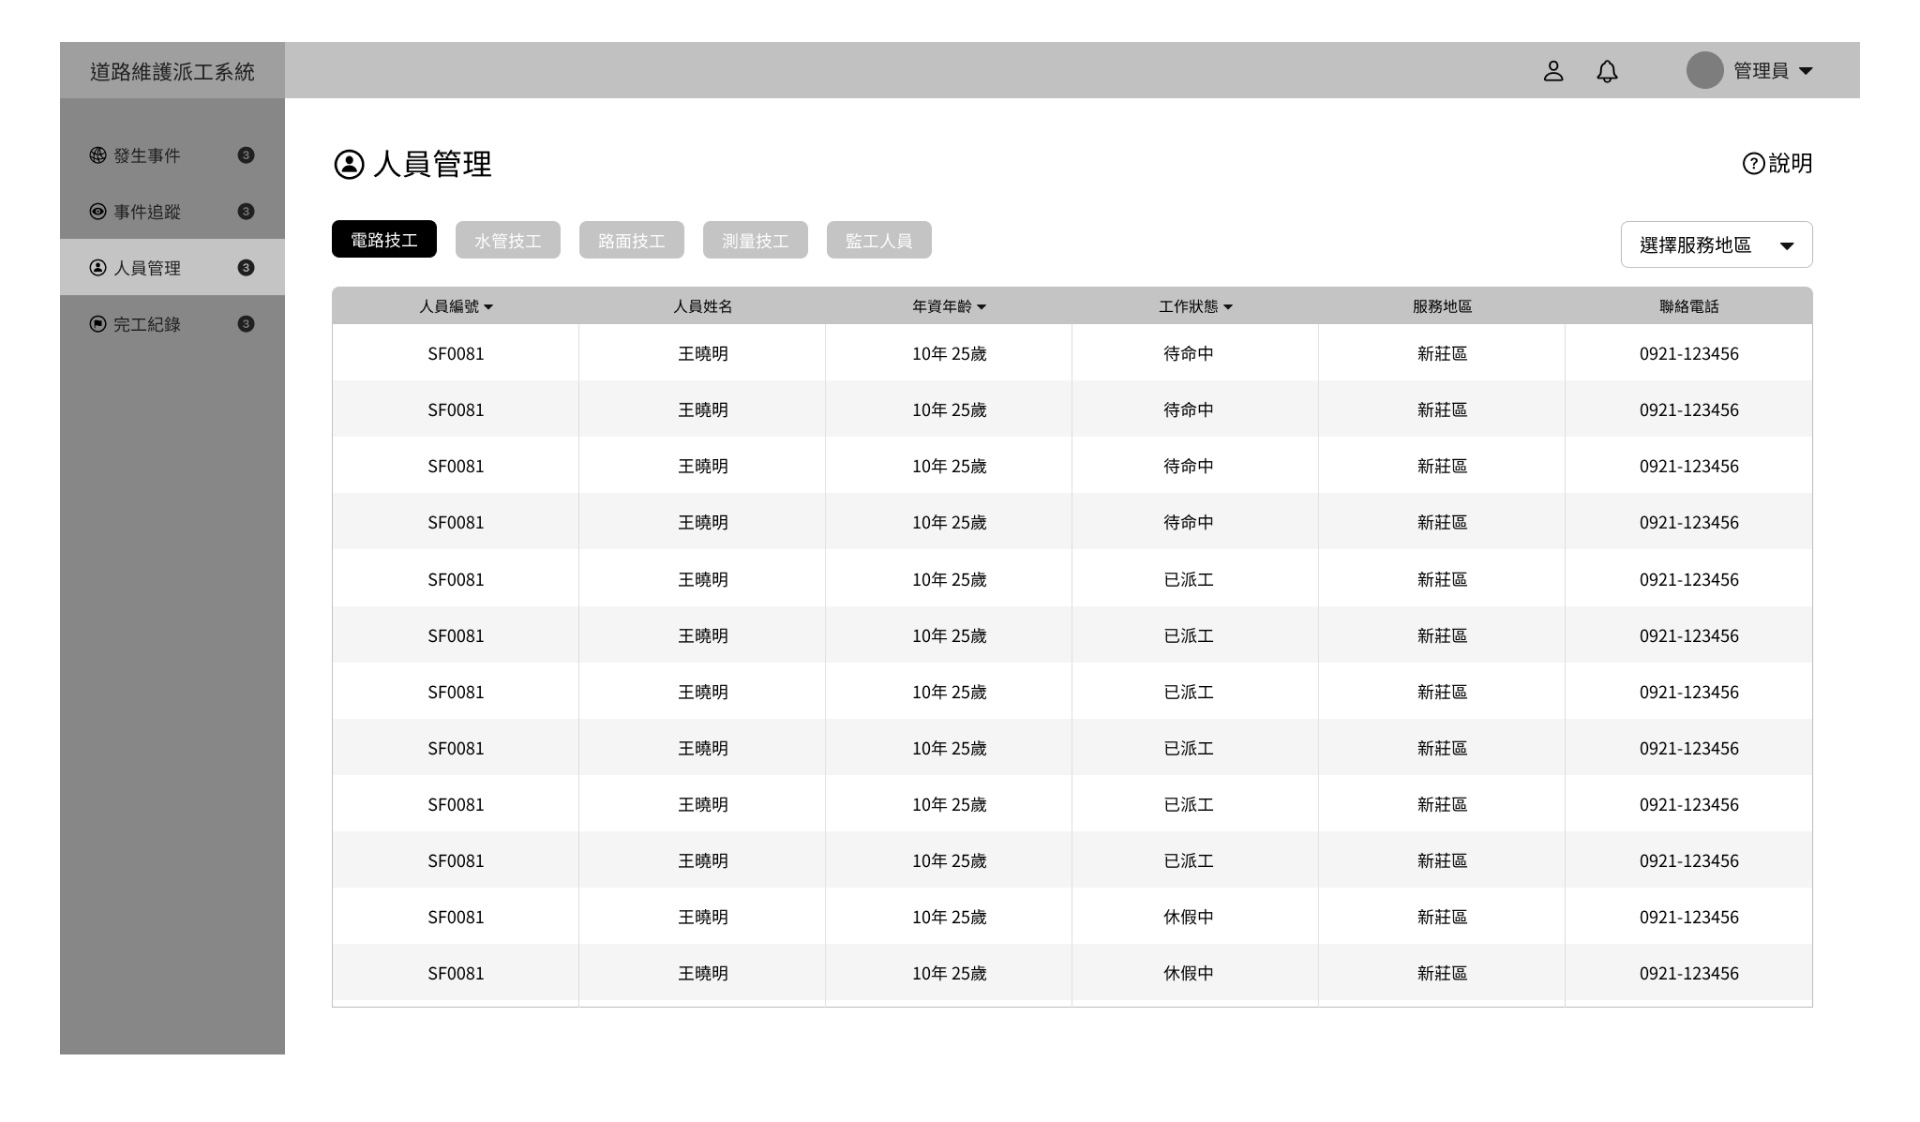 道路維護派工系統
管理員
發生事件 3
事件追蹤 3
人員管理 3
完工紀錄 3
人員管理
說明
電路技工 水管技工 路面技工 測量技工 監工人員
選擇服務地區
人員編號 人員姓名 年資年齡 工作狀態 服務地區 聯絡電話
SF0081 王曉明 10年 25歲 待命中 新莊區 0921-123456
SF0081 王曉明 10年 25歲 待命中 新莊區 0921-123456
SF0081 王曉明 10年 25歲 待命中 新莊區 0921-123456
SF0081 王曉明 10年 25歲 待命中 新莊區 0921-123456
SF0081 王曉明 10年 25歲 已派工 新莊區 0921-123456
SF0081 王曉明 10年 25歲 已派工 新莊區 0921-123456
SF0081 王曉明 10年 25歲 已派工 新莊區 0921-123456
SF0081 王曉明 10年 25歲 已派工 新莊區 0921-123456
SF0081 王曉明 10年 25歲 已派工 新莊區 0921-123456
SF0081 王曉明 10年 25歲 已派工 新莊區 0921-123456
SF0081 王曉明 10年 25歲 休假中 新莊區 0921-123456
SF0081 王曉明 10年 25歲 休假中 新莊區 0921-123456